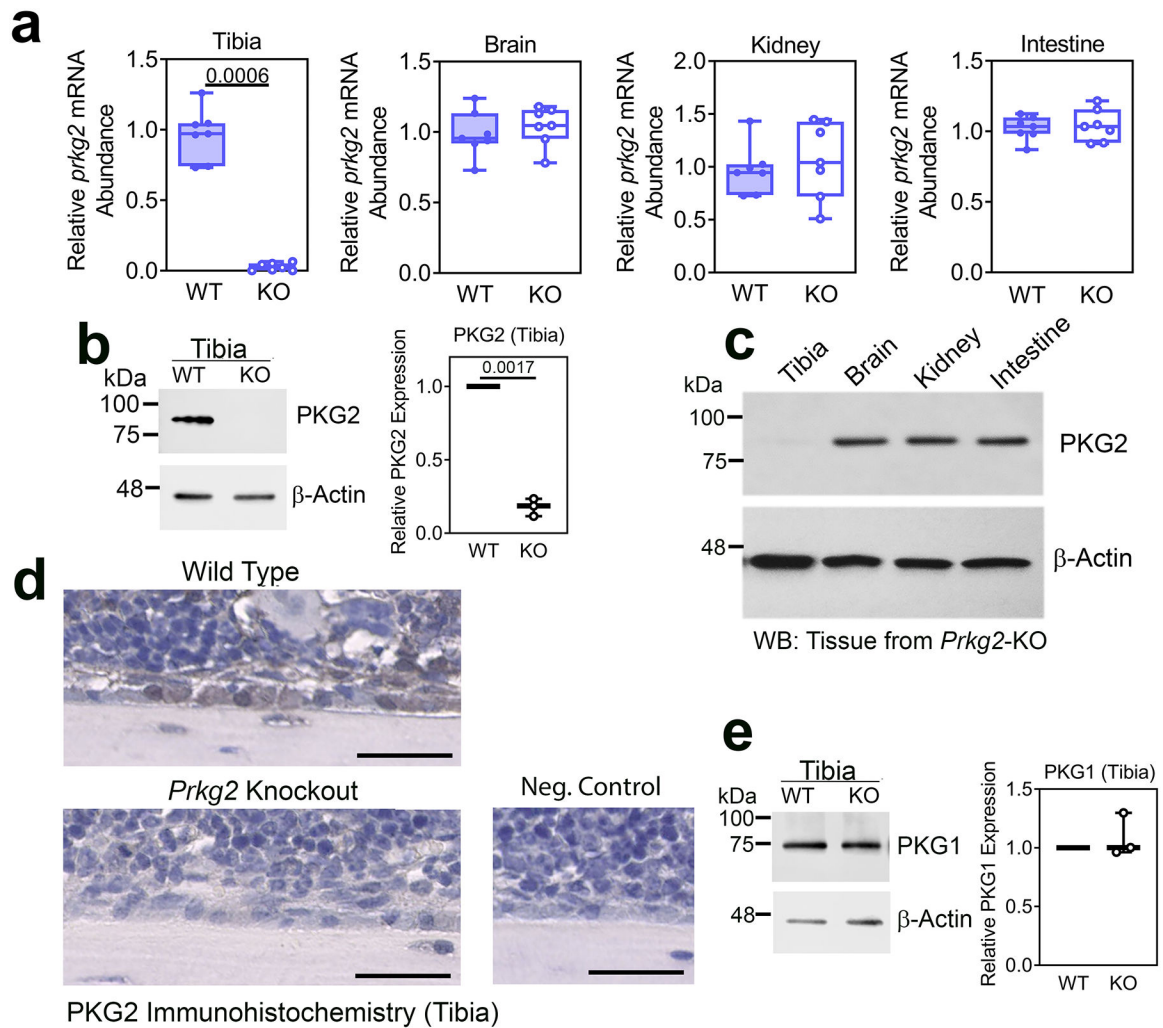 a
Tibia
Relative prkg2 mRNA
Abundance
1.5
1.0
0.5
0.0
0.0006
WT KO
Brain
Relative prkg2 mRNA
Abundance
1.5
1.0
0.5
0.0
WT KO
Kidney
Relative prkg2 mRNA
Abundance
2.0
1.5
1.0
0.5
0.0
WT KO
Intestine
Relative prkg2 mRNA
Abundance
1.5
1.0
0.5
0.0
WT KO
b
Tibia
kDa WT KO
100
75
PKG2
48
β-Actin
PKG2 (Tibia)
Relative PKG2 Expression
1.0
0.5
0.0
0.0017
WT KO
c
Tibia Brain Kidney Intestine
kDa
100
75
PKG2
48
β-Actin
WB: Tissue from Prkg2-KO
d
Wild Type
Prkg2 Knockout
Neg. Control
PKG2 Immunohistochemistry (Tibia)
e
Tibia
kDa WT KO
100
75
PKG1
48
β-Actin
PKG1 (Tibia)
Relative PKG1 Expression
1.5
1.0
0.5
0.0
WT KO